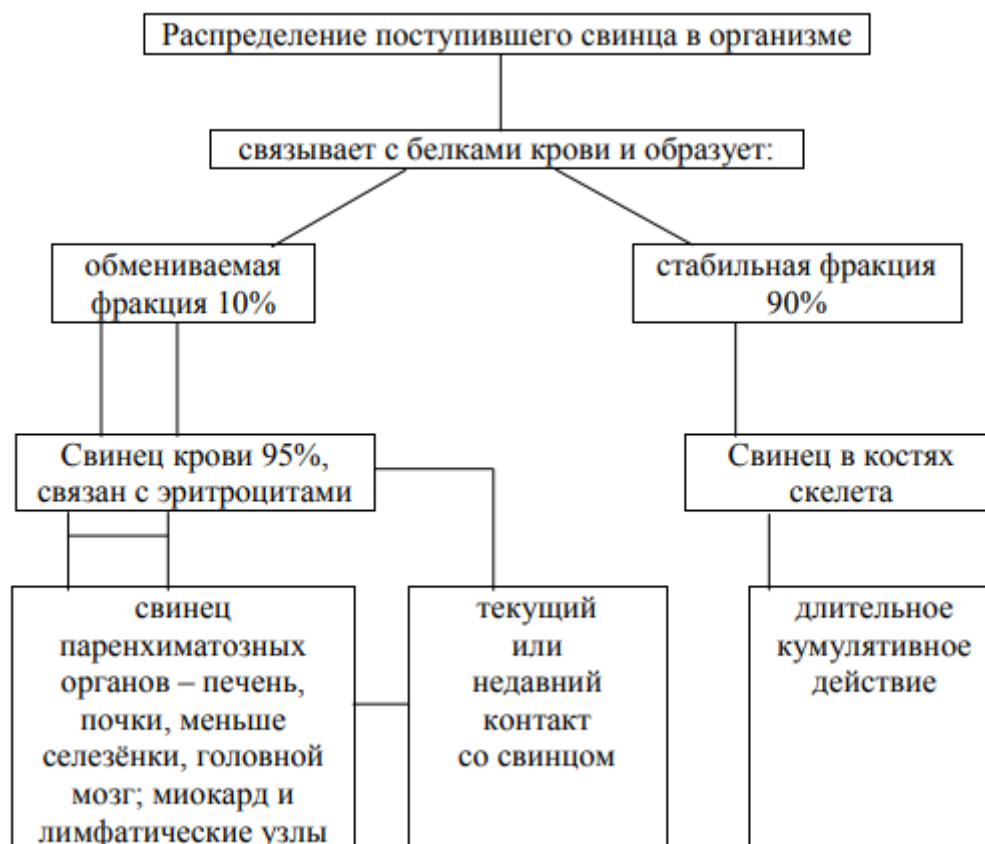 Распределение поступившего свинца в организме
связывает с белками крови и образует:
обмениваемая
фракция 10%
стабильная фракция
90%
Свинец крови 95%,
связан с эритроцитами
Свинец в костях
скелета
свинец
паренхиматозных
органов – печень,
почки, меньше
селезёнки, головной
мозг; миокард и
лимфатические узлы
текущий
или
недавний
контакт
со свинцом
длительное
кумулятивное
действие